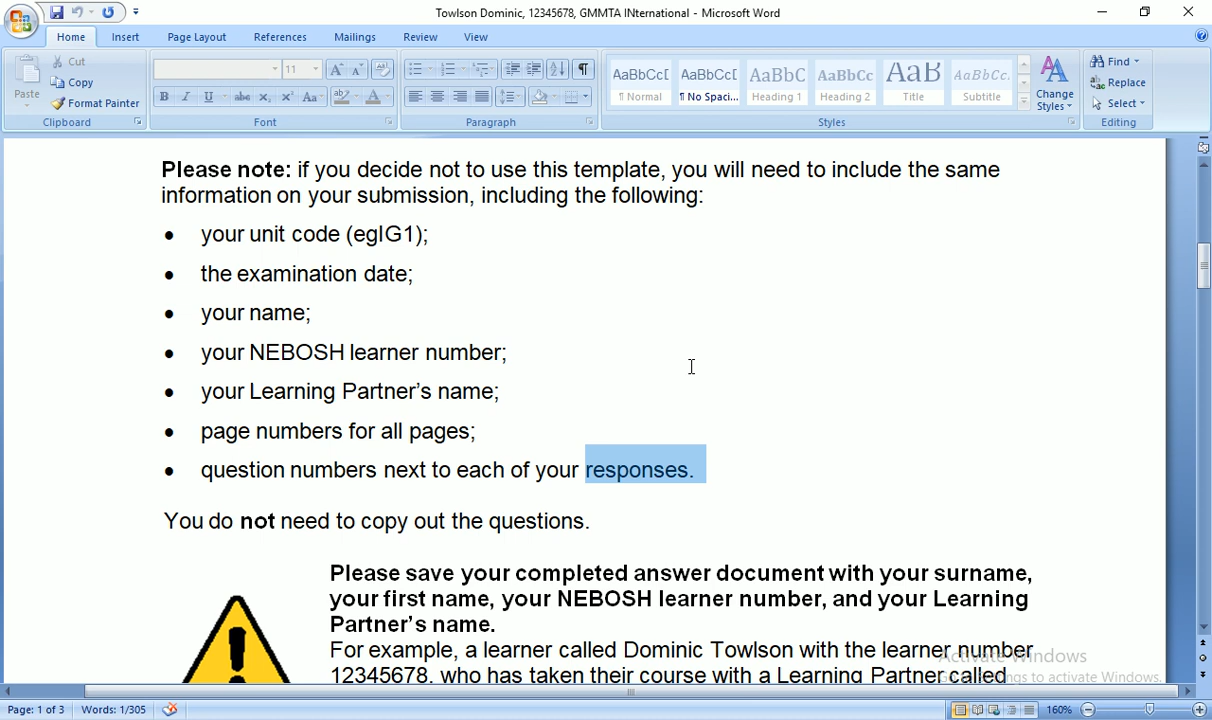 Towlson Dominic, 12345678, GMMTA INternational - Microsoft Word
Home Insert Page Layout References Mailings Review View
Paste Cut
Copy
Format Painter
11
AaBbCcI AaBbCcI AaBbC AaBbCc AaB AaBbCc.
¶ Normal ¶ No Spaci... Heading 1 Heading 2 Title Subtitle
Change Styles
Find
Replace
Select
Clipboard Font Paragraph Styles Editing
Please note: if you decide not to use this template, you will need to include the same
information on your submission, including the following:
• your unit code (egIG1);
• the examination date;
• your name;
• your NEBOSH learner number;
• your Learning Partner’s name;
• page numbers for all pages;
• question numbers next to each of your responses.
You do not need to copy out the questions.
Please save your completed answer document with your surname,
your first name, your NEBOSH learner number, and your Learning
Partner’s name.
For example, a learner called Dominic Towlson with the learner number
12345678, who has taken their course with a Learning Partner called
Activate Windows
Page: 1 of 3 Words: 1/305 160%